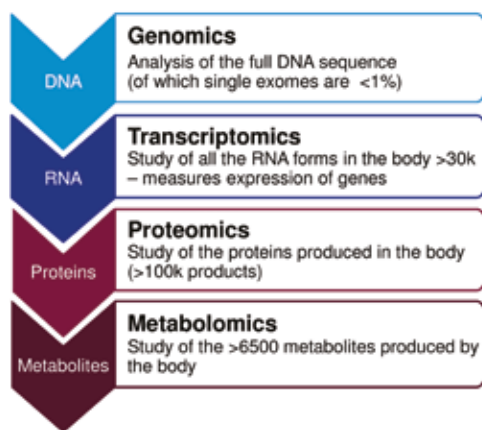 DNA
Genomics
Analysis of the full DNA sequence
(of which single exomes are <1%)
RNA
Transcriptomics
Study of all the RNA forms in the body >30k
– measures expression of genes
Proteins
Proteomics
Study of the proteins produced in the body
(>100k products)
Metabolites
Metabolomics
Study of the >6500 metabolites produced by
the body